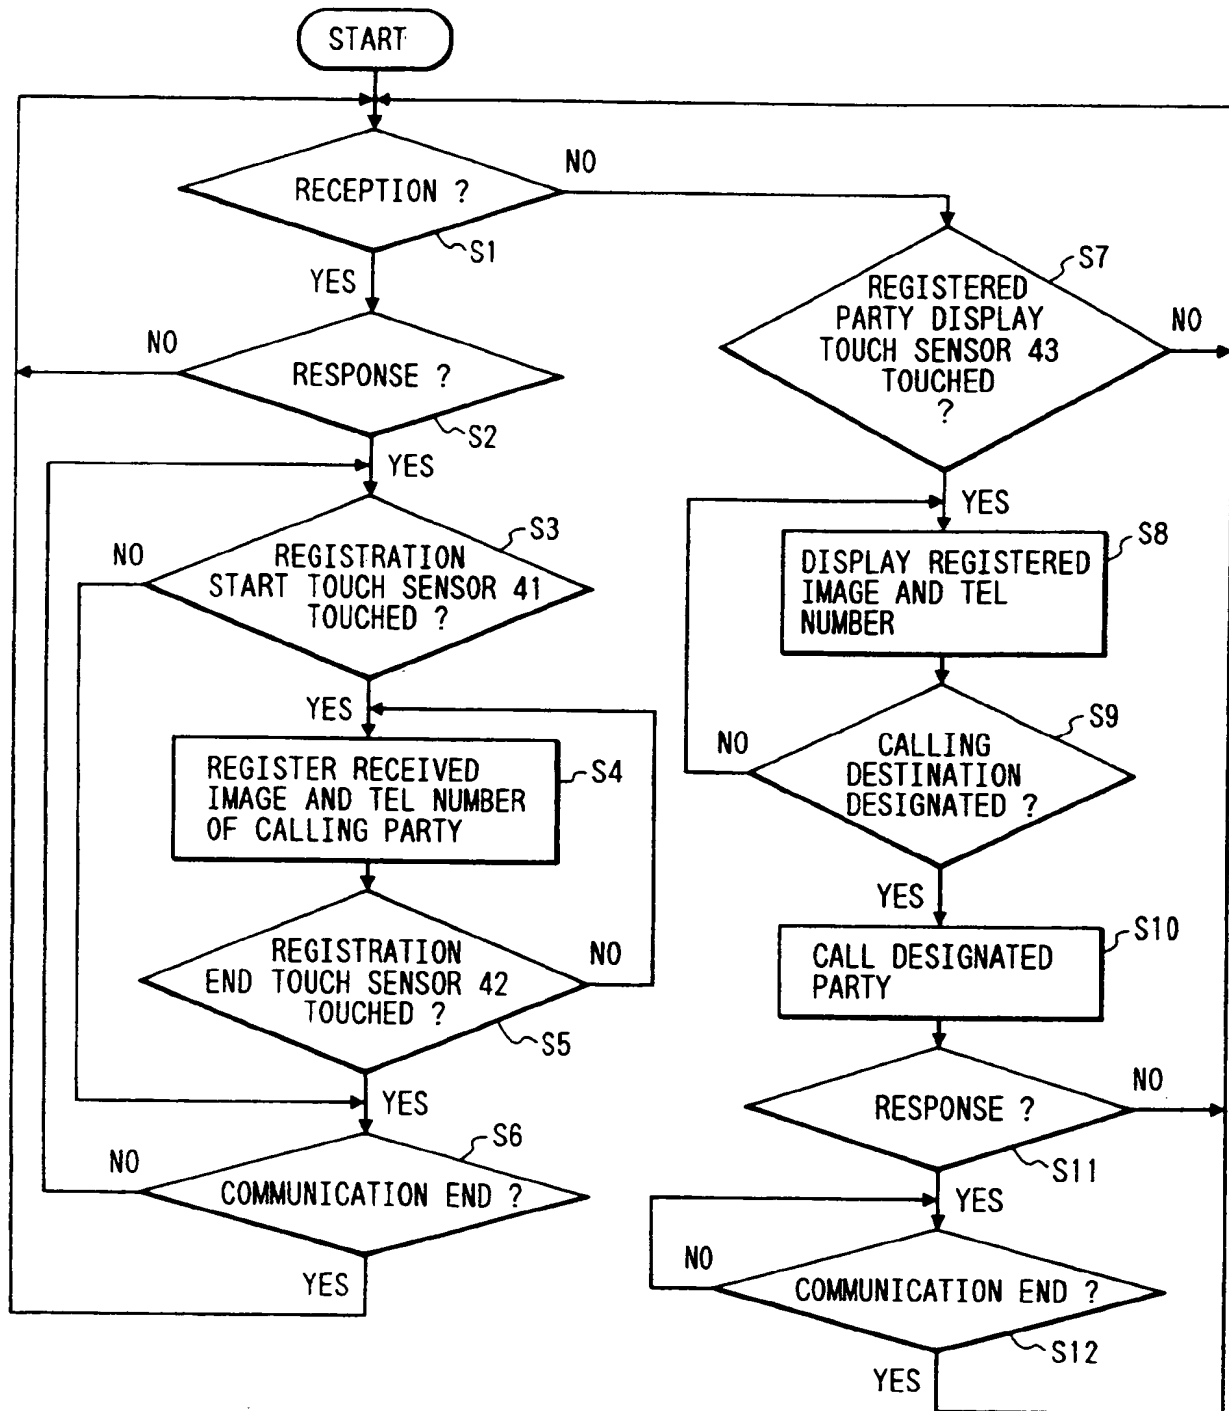 START
RECEPTION ?
NO
S1
YES
RESPONSE ?
NO
S2
YES
REGISTRATION
START TOUCH SENSOR 41
TOUCHED ?
S3
NO
YES
REGISTER RECEIVED
IMAGE AND TEL NUMBER
OF CALLING PARTY
S4
REGISTRATION
END TOUCH SENSOR 42
TOUCHED ?
NO
S5
YES
COMMUNICATION END ?
S6
NO
YES
REGISTERED
PARTY DISPLAY
TOUCH SENSOR 43
TOUCHED
?
S7
NO
YES
DISPLAY REGISTERED
IMAGE AND TEL
NUMBER
S8
CALLING
DESTINATION
DESIGNATED ?
S9
NO
YES
CALL DESIGNATED
PARTY
S10
RESPONSE ?
NO
S11
YES
COMMUNICATION END ?
NO
S12
YES